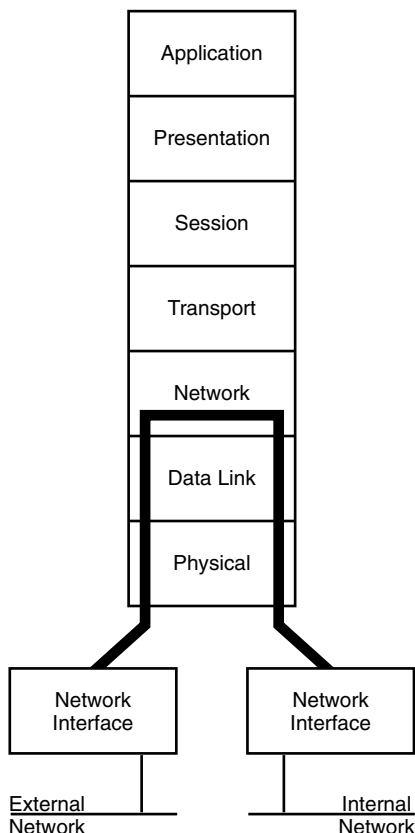 Application
Presentation
Session
Transport
Network
Data Link
Physical
Network
Interface
Network
Interface
External
Network
Internal
Network